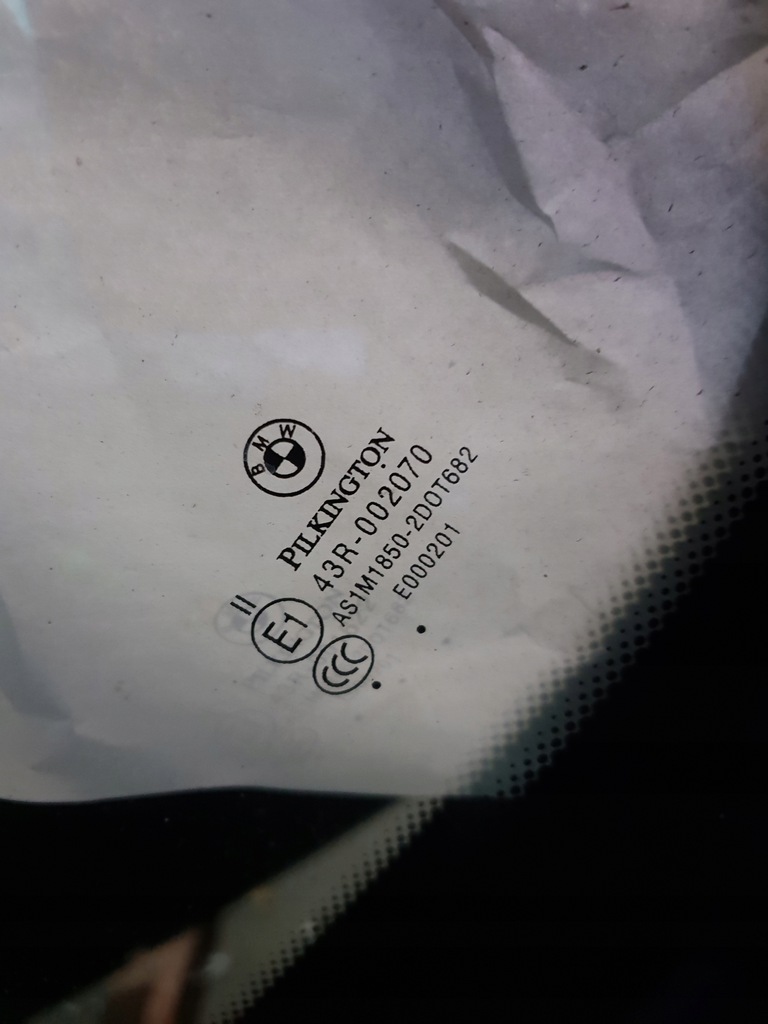 BMW
PILKINGTON
II
E1
43R-002070
AS1M1850-2DOT682
CCC
E000201